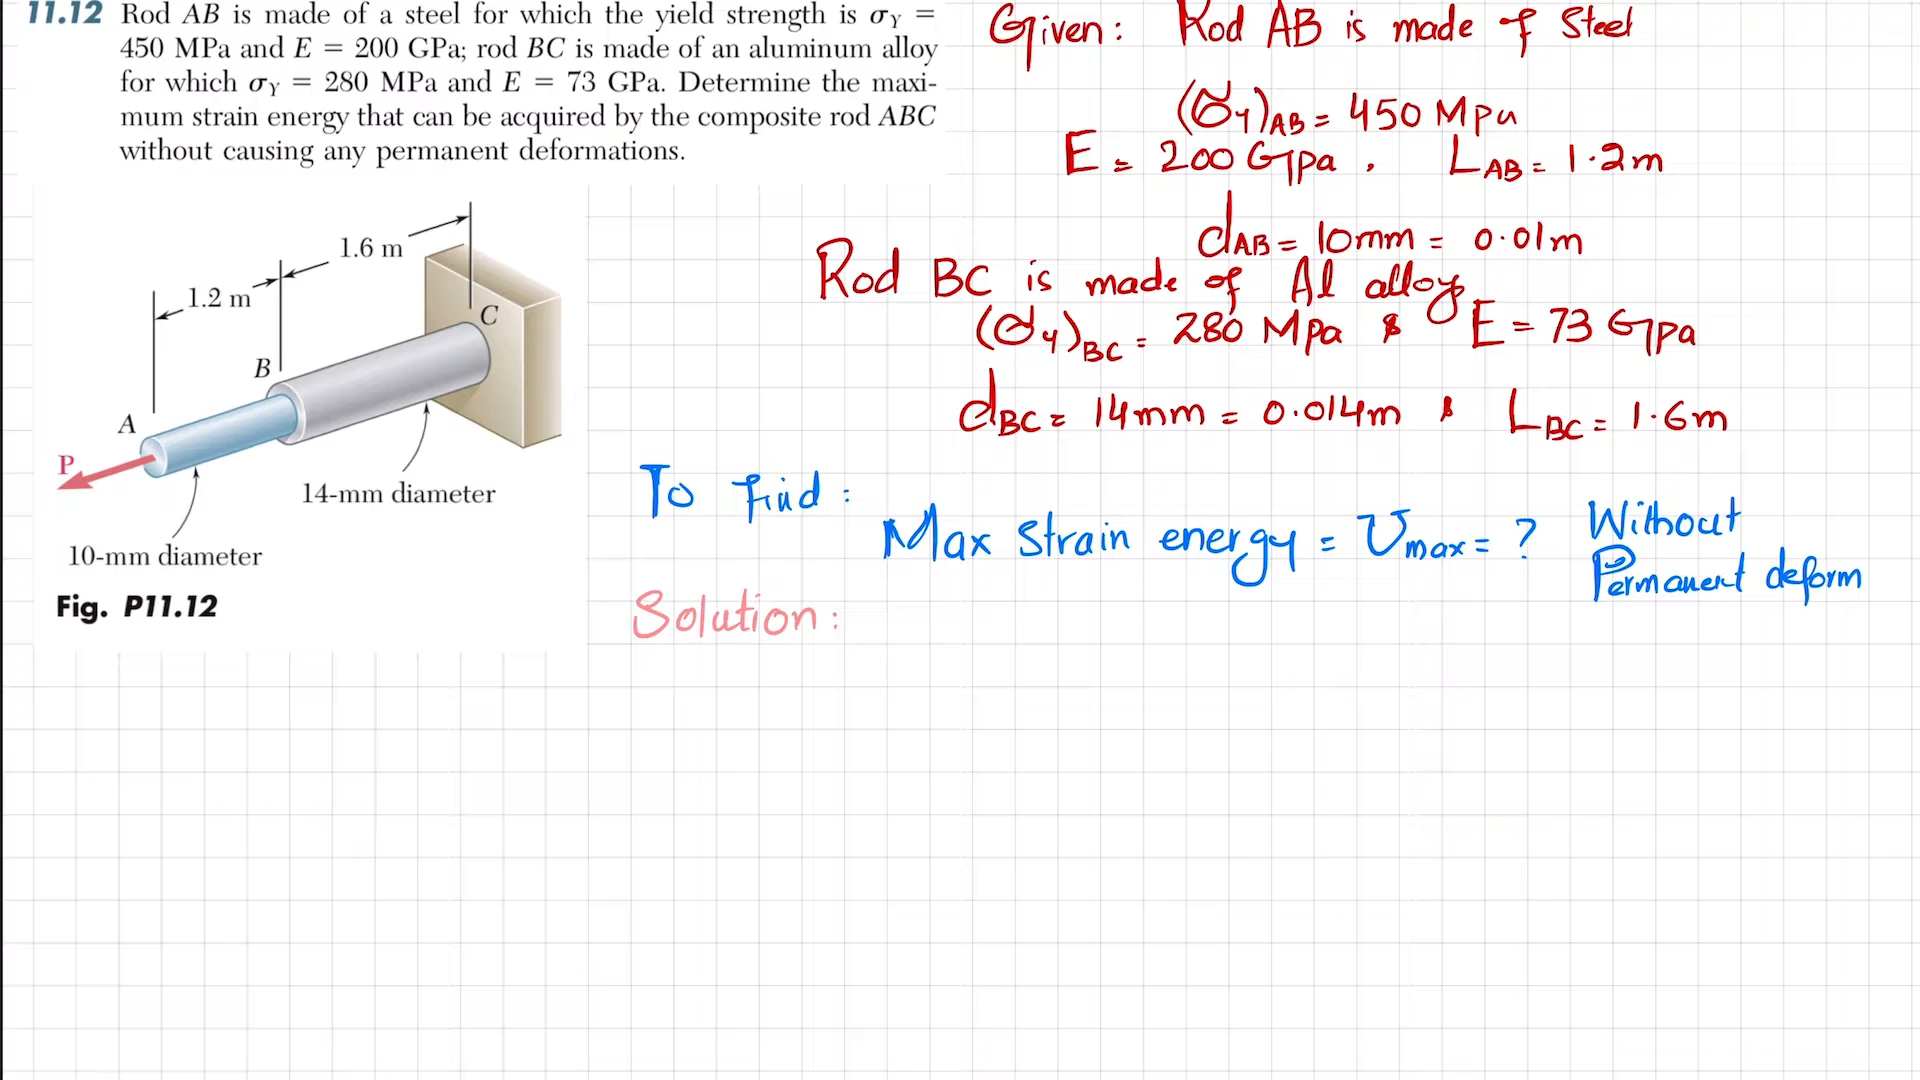 11.12 Rod AB is made of a steel for which the yield strength is σY =
450 MPa and E = 200 GPa; rod BC is made of an aluminum alloy
for which σY = 280 MPa and E = 73 GPa. Determine the maxi-
mum strain energy that can be acquired by the composite rod ABC
without causing any permanent deformations.
1.6 m
1.2 m
C
B
A
P
14-mm diameter
10-mm diameter
Fig. P11.12
Given: Rod AB is made of Steel
(σy)AB = 450 Mpa
E = 200 Gpa , LAB = 1.2m
dAB = 10mm = 0.01m
Rod BC is made of Al alloy
(σy)BC = 280 Mpa & E = 73 Gpa
dBC = 14mm = 0.014m & LBC = 1.6m
To find :
Max Strain energy = Umax = ? Without
Permanent deform
Solution :